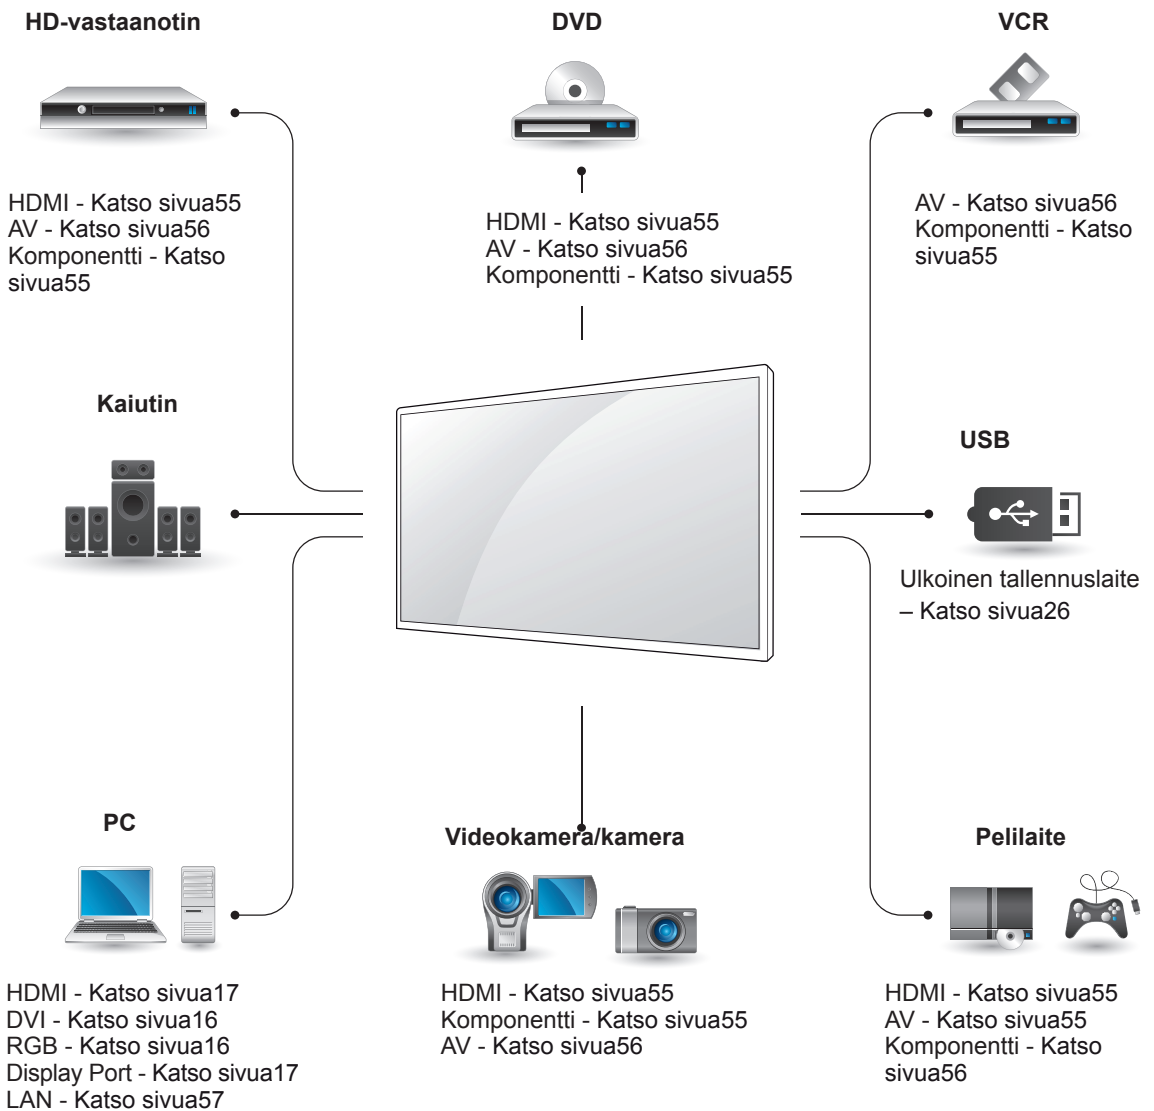 HD-vastaanotin
HDMI - Katso sivua55
AV - Katso sivua56
Komponentti - Katso
sivua55
DVD
HDMI - Katso sivua55
AV - Katso sivua56
Komponentti - Katso sivua55
VCR
AV - Katso sivua56
Komponentti - Katso
sivua55
Kaiutin
USB
Ulkoinen tallennuslaite
– Katso sivua26
PC
HDMI - Katso sivua17
DVI - Katso sivua16
RGB - Katso sivua16
Display Port - Katso sivua17
LAN - Katso sivua57
Videokamera/kamera
HDMI - Katso sivua55
Komponentti - Katso sivua55
AV - Katso sivua56
Pelilaite
HDMI - Katso sivua55
AV - Katso sivua55
Komponentti - Katso
sivua56